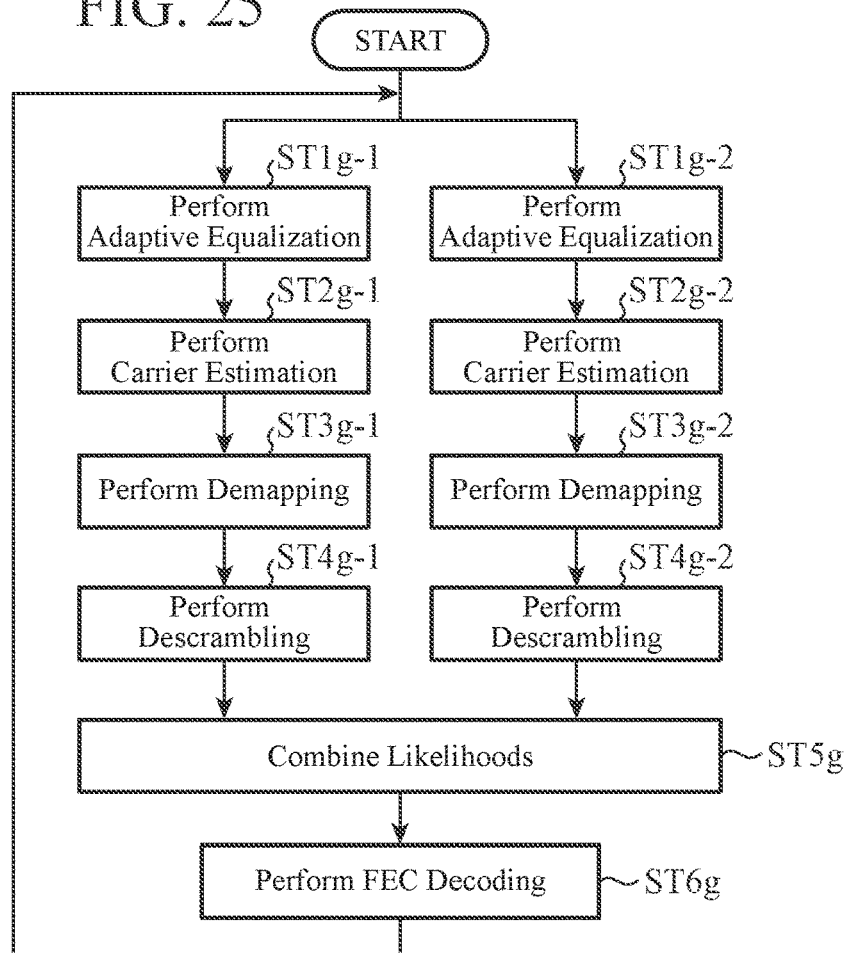 FIG. 25
START
ST1g-1
ST1g-2
Perform
Adaptive Equalization
Perform
Adaptive Equalization
ST2g-1
ST2g-2
Perform
Carrier Estimation
Perform
Carrier Estimation
ST3g-1
ST3g-2
Perform Demapping
Perform Demapping
ST4g-1
ST4g-2
Perform
Descrambling
Perform
Descrambling
Combine Likelihoods
ST5g
Perform FEC Decoding
ST6g